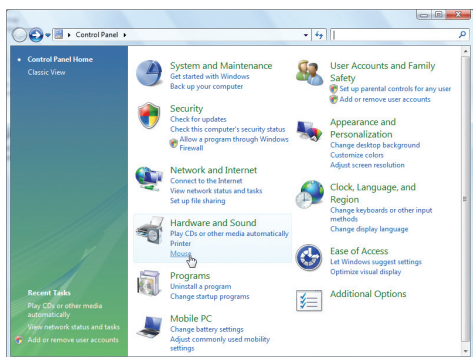 Control Panel
Control Panel Home
Classic View
System and Maintenance
Get started with Windows
Back up your computer
Security
Check for updates
Check this computer's security status
Allow a program through Windows
Firewall
Network and Internet
Connect to the Internet
View network status and tasks
Set up file sharing
Hardware and Sound
Play CDs or other media automatically
Printer
Mouse
Programs
Uninstall a program
Change startup programs
Mobile PC
Change battery settings
Adjust commonly used mobility
settings
User Accounts and Family
Safety
Set up parental controls for any user
Add or remove user accounts
Appearance and
Personalization
Change desktop background
Customize colors
Adjust screen resolution
Clock, Language, and
Region
Change keyboards or other input
methods
Change display language
Ease of Access
Let Windows suggest settings
Optimize visual display
Additional Options
Recent Tasks
Play CDs or other media
automatically
View network status and tasks
Add or remove user accounts